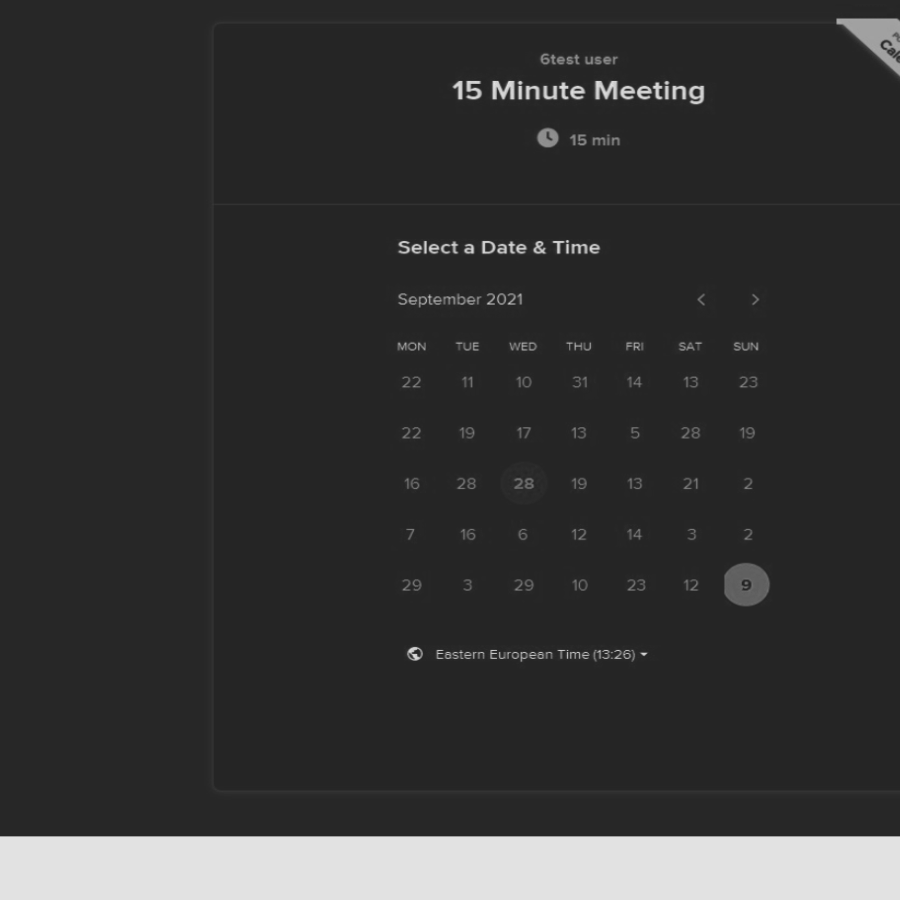 6test user
15 Minute Meeting
15 min
Select a Date & Time
September 2021
MON TUE WED THU FRI SAT SUN
22 11 10 31 14 13 23
22 19 17 13 5 28 19
16 28 28 19 13 21 2
7 16 6 12 14 3 2
29 3 29 10 23 12 9
Eastern European Time (13:26)